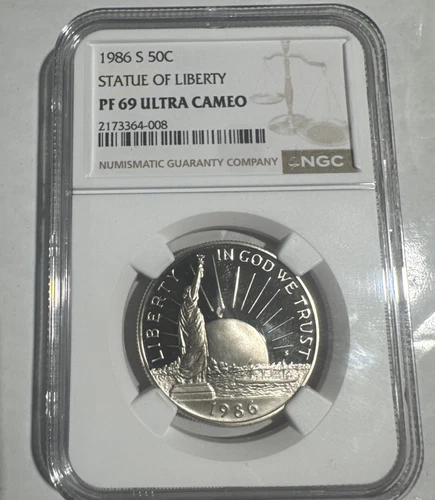 1986 S 50C
STATUE OF LIBERTY
PF 69 ULTRA CAMEO
2173364-008
NUMISMATIC GUARANTY COMPANY NGC
LIBERTY IN GOD WE TRUST
S
1986